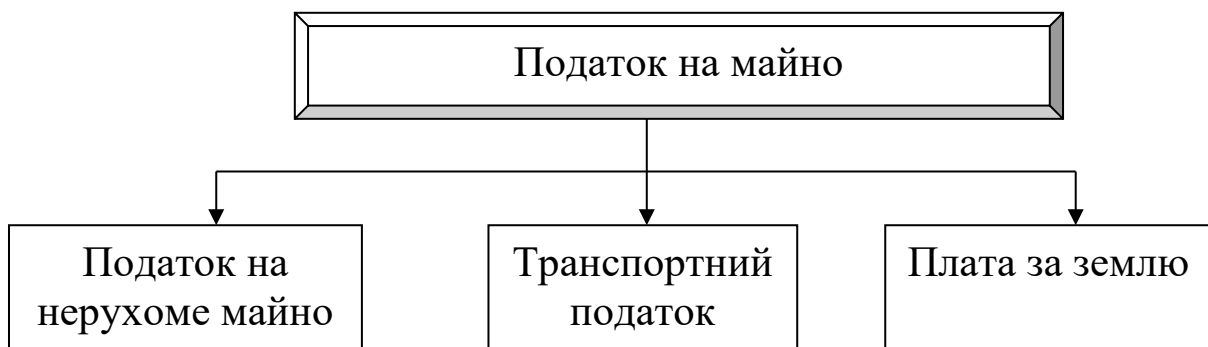 Податок на майно
Податок на
нерухоме майно
Транспортний
податок
Плата за землю